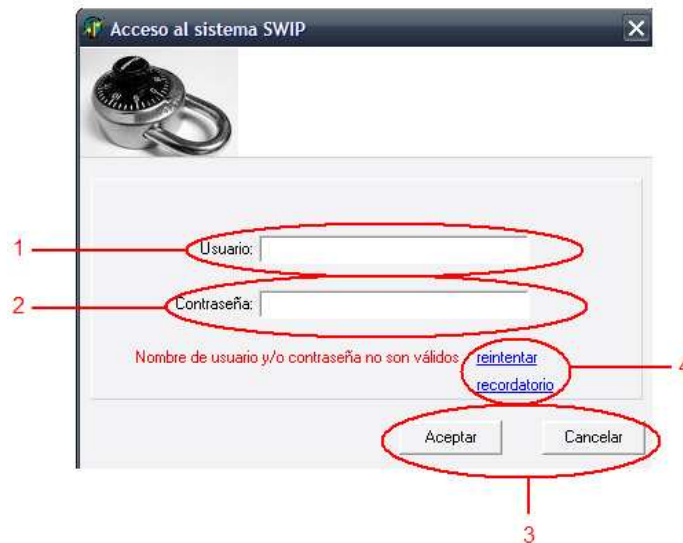 Acceso al sistema SWIP
1
Usuario:
2
Contraseña:
Nombre de usuario y/o contraseña no son válidos
reintentar
recordatorio
4
Aceptar
Cancelar
3